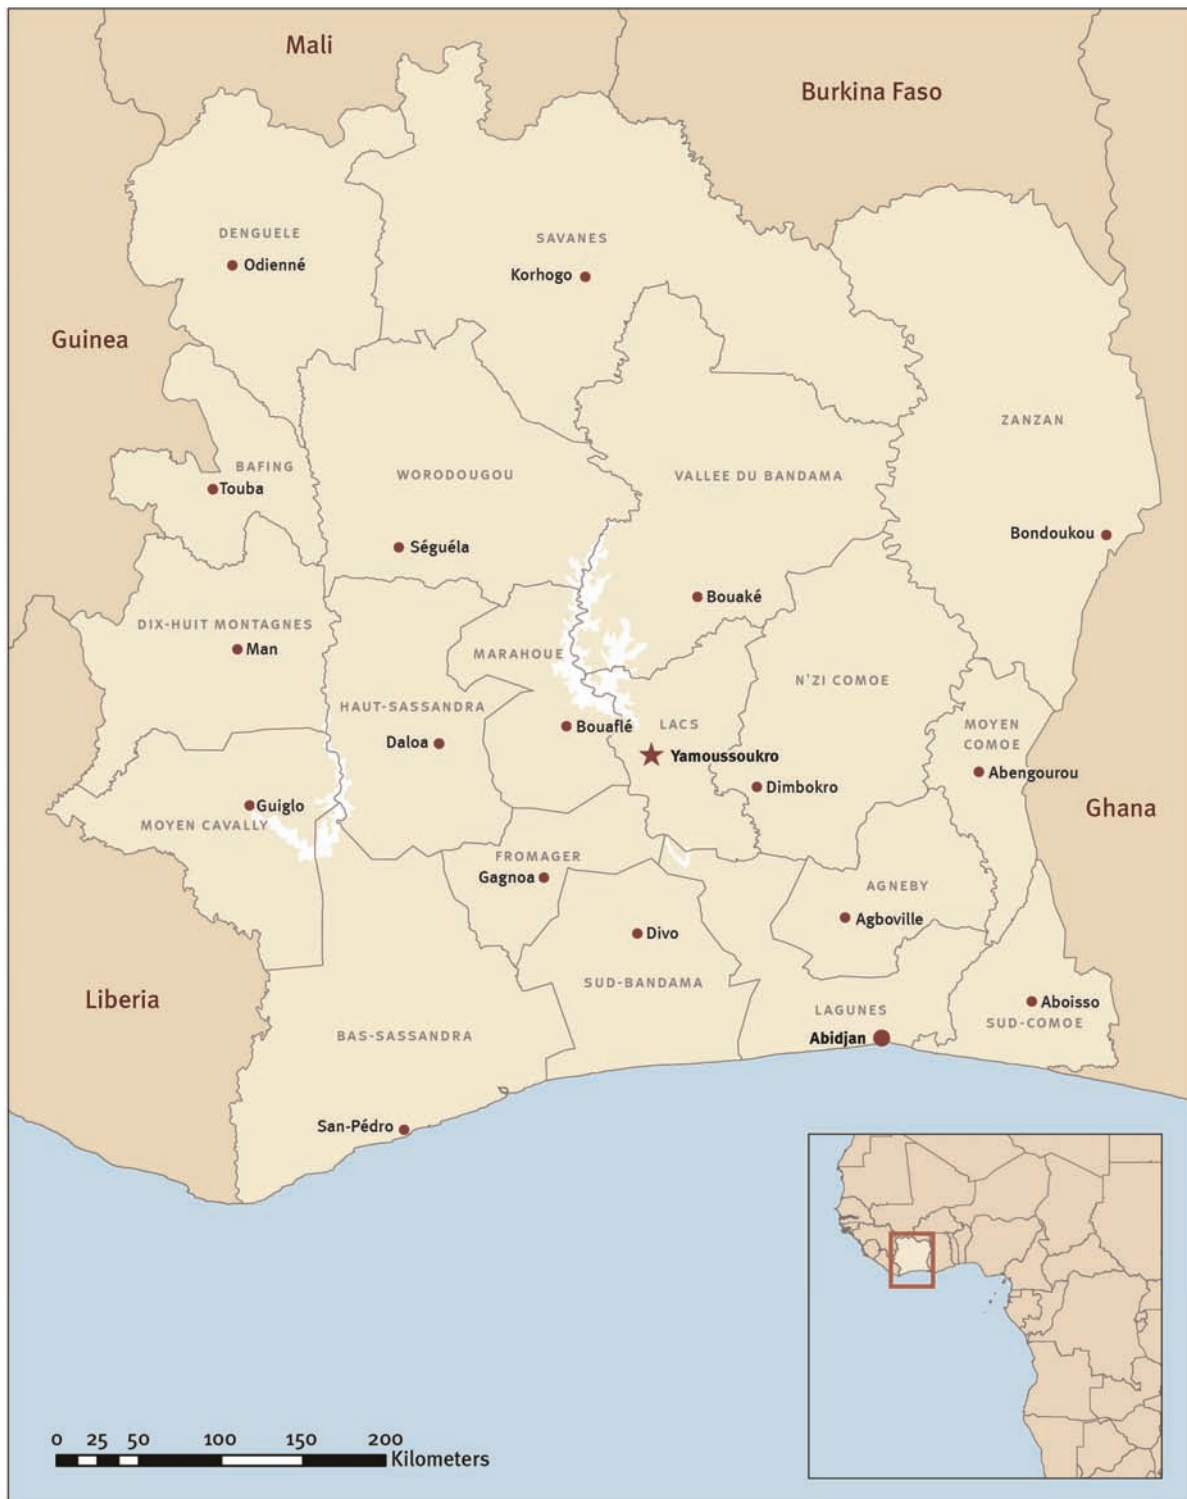 Mali
Burkina Faso
DENGUELE
SAVANES
Odienné
Korhogo
Guinea
ZANZAN
BAFING
WORODOUGOU
VALLEE DU BANDAMA
Touba
Séguéla
Bondoukou
Bouaké
DIX-HUIT MONTAGNES
Man
MARAHOUE
N'ZI COMOE
HAUT-SASSANDRA
Bouaflé
LACS
MOYEN
COMOE
Daloa
Yamoussoukro
Abengourou
Dimbokro
Guiglo
Ghana
MOYEN CAVALLY
FROMAGER
Gagnoa
AGNEBY
Agboville
Divo
SUD-BANDAMA
Liberia
Aboisso
LAGUNES
SUD-COMOE
BAS-SASSANDRA
Abidjan
San-Pédro
0 25 50 100 150 200
Kilometers